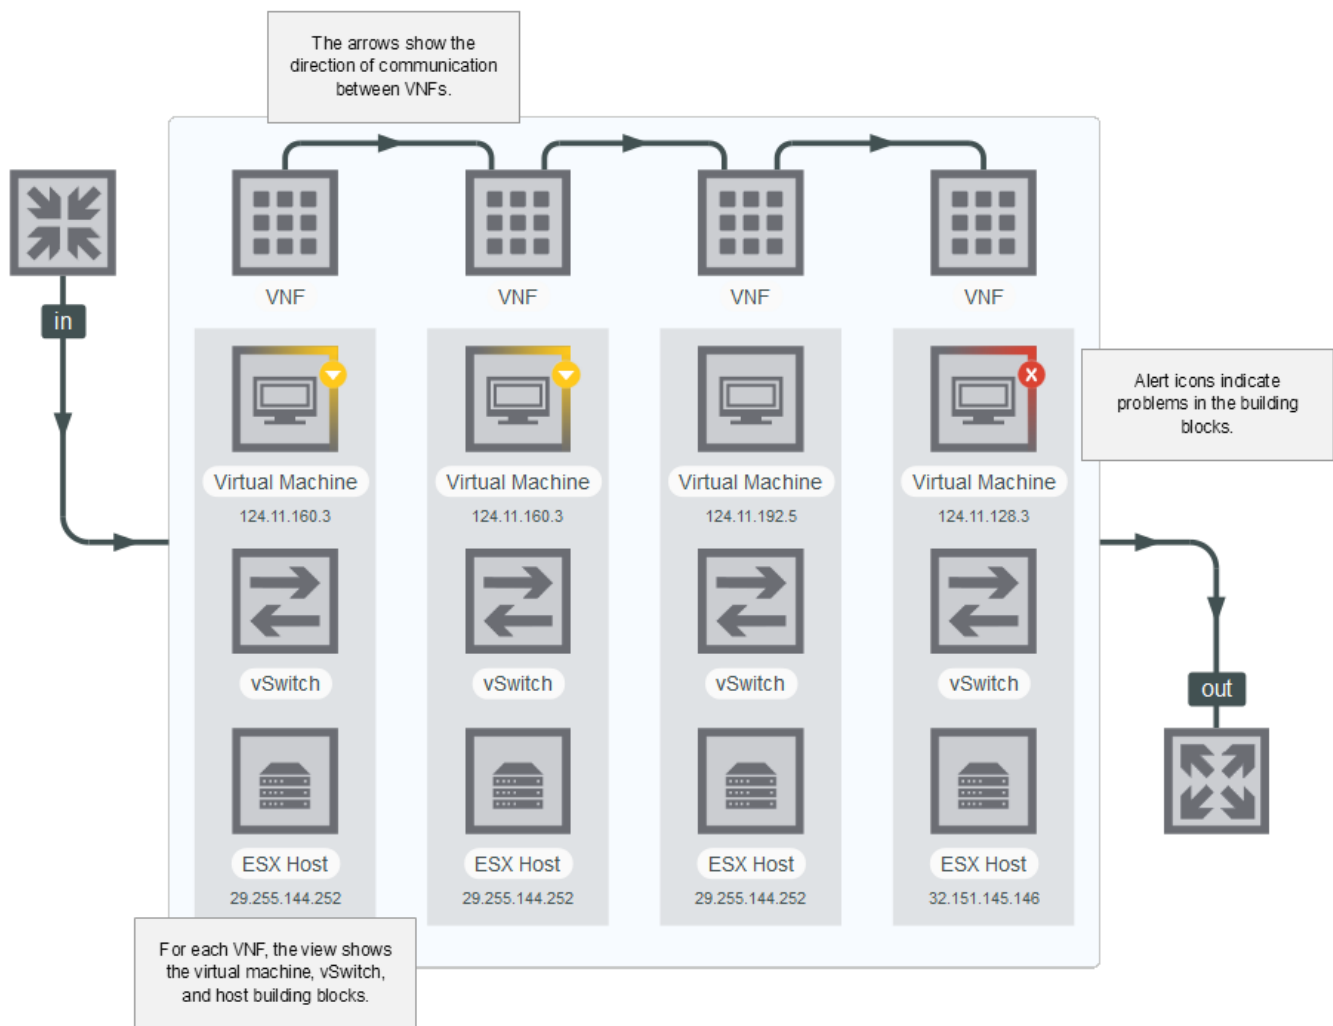 The arrows show the
direction of communication
between VNFs.
in
VNF
VNF
VNF
VNF
Virtual Machine
Virtual Machine
Virtual Machine
Virtual Machine
124.11.160.3
124.11.160.3
124.11.192.5
124.11.128.3
Alert icons indicate
problems in the building
blocks.
vSwitch
vSwitch
vSwitch
vSwitch
out
ESX Host
ESX Host
ESX Host
ESX Host
29.255.144.252
29.255.144.252
29.255.144.252
32.151.145.146
For each VNF, the view shows
the virtual machine, vSwitch,
and host building blocks.